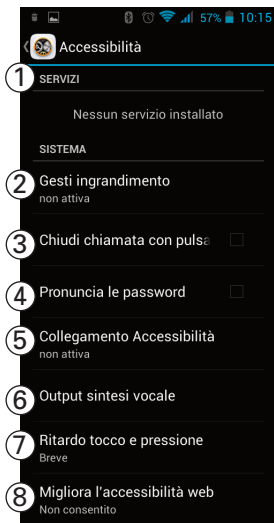 57% 10:15
Accessibilità
1 SERVIZI
Nessun servizio installato
SISTEMA
2 Gesti ingrandimento
non attiva
3 Chiudi chiamata con pulsa
4 Pronuncia le password
5 Collegamento Accessibilità
non attiva
6 Output sintesi vocale
7 Ritardo tocco e pressione
Breve
8 Migliora l'accessibilità web
Non consentito